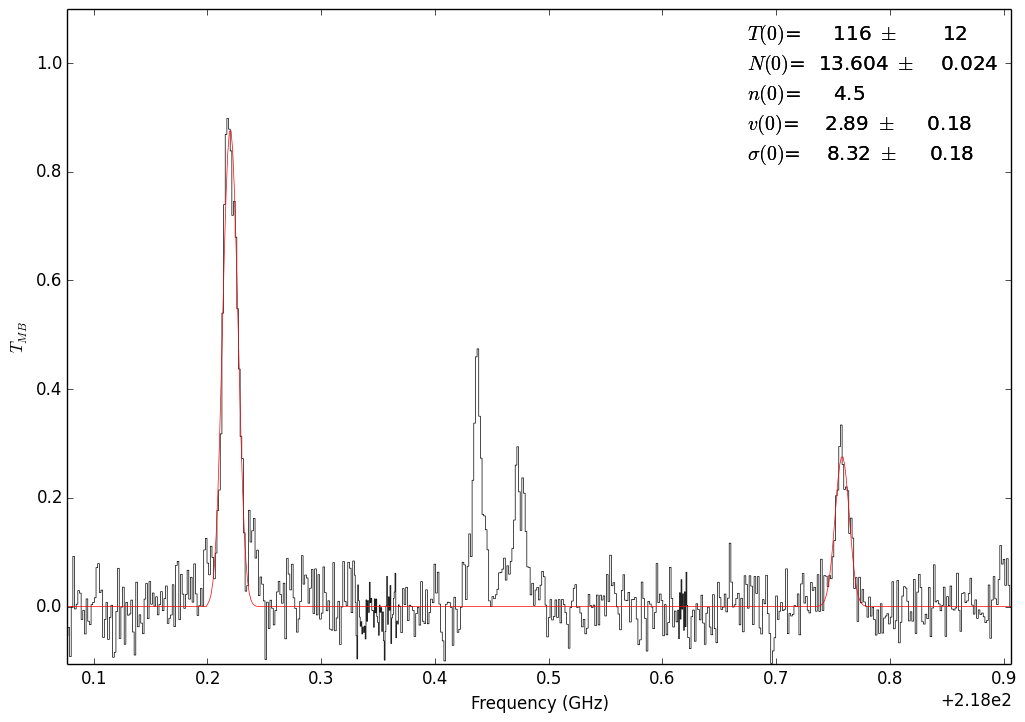 T(0)= 116 ± 12
N(0)= 13.604 ± 0.024
n(0)= 4.5
v(0)= 2.89 ± 0.18
σ(0)= 8.32 ± 0.18
1.0
0.8
0.6
0.4
0.2
0.0
T_MB
0.1 0.2 0.3 0.4 0.5 0.6 0.7 0.8 0.9
Frequency (GHz)
+2.18e2